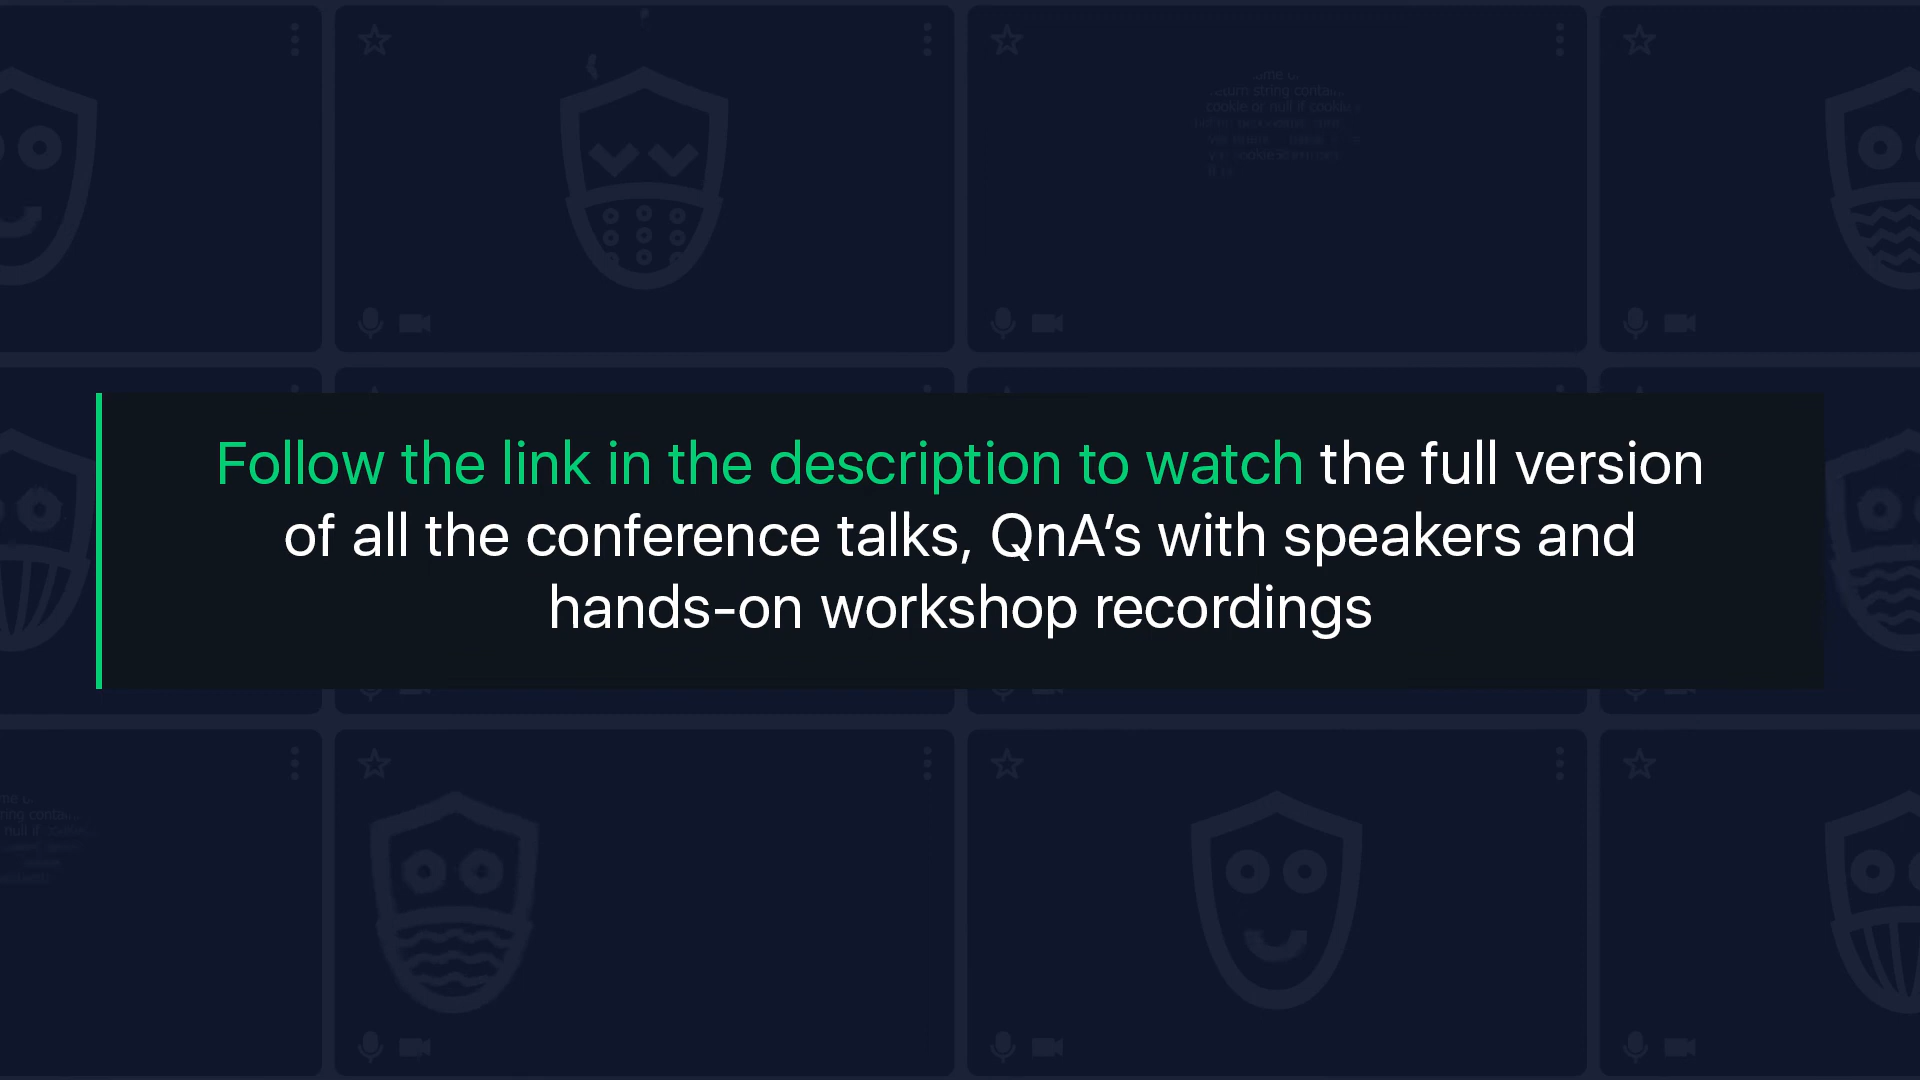 Follow the link in the description to watch the full version
of all the conference talks, QnA’s with speakers and
hands-on workshop recordings